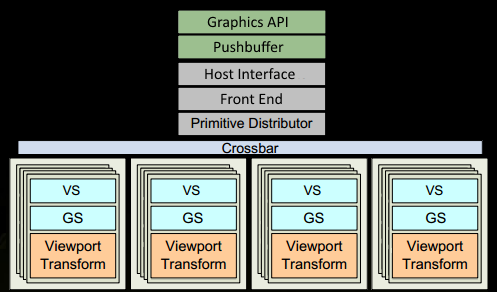 Graphics API
Pushbuffer
Host Interface
Front End
Primitive Distributor
Crossbar
VS
GS
Viewport
Transform
VS
GS
Viewport
Transform
VS
GS
Viewport
Transform
VS
GS
Viewport
Transform